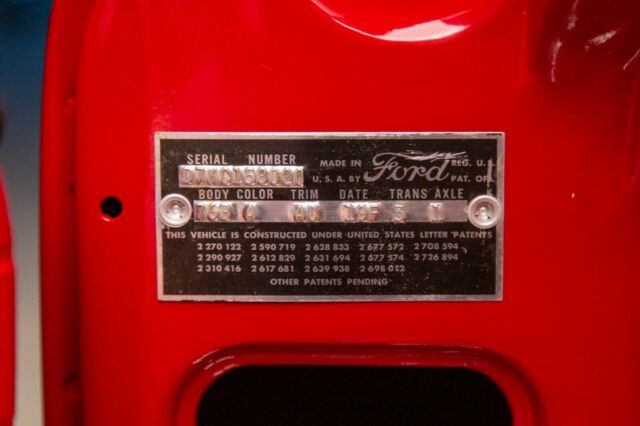 SERIAL NUMBER MADE IN Ford REG. U.
U.S.A. BY PAT. OF
BODY COLOR TRIM DATE TRANS AXLE
THIS VEHICLE IS CONSTRUCTED UNDER UNITED STATES LETTER PATENTS
2 270 122 2 590 719 2 628 833 2 677 572 2 708 594
2 290 927 2 612 829 2 631 694 2 677 574 2 726 894
2 310 416 2 617 681 2 639 938 2 698 012
OTHER PATENTS PENDING